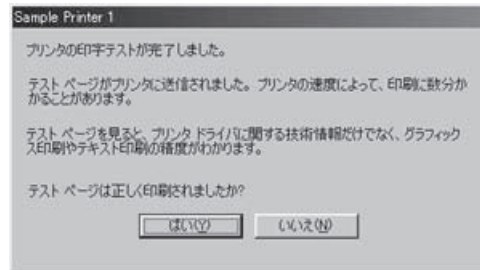 Sample Printer 1
プリンタの印字テストが完了しました。
テスト ページがプリンタに送信されました。プリンタの速度によって、印刷に数分か
かることがあります。
テスト ページを見ると、プリンタ ドライバに関する技術情報だけでなく、グラフィック
ス印刷やテキスト印刷の精度がわかります。
テスト ページは正しく印刷されましたか?
はい(Y) いいえ(N)